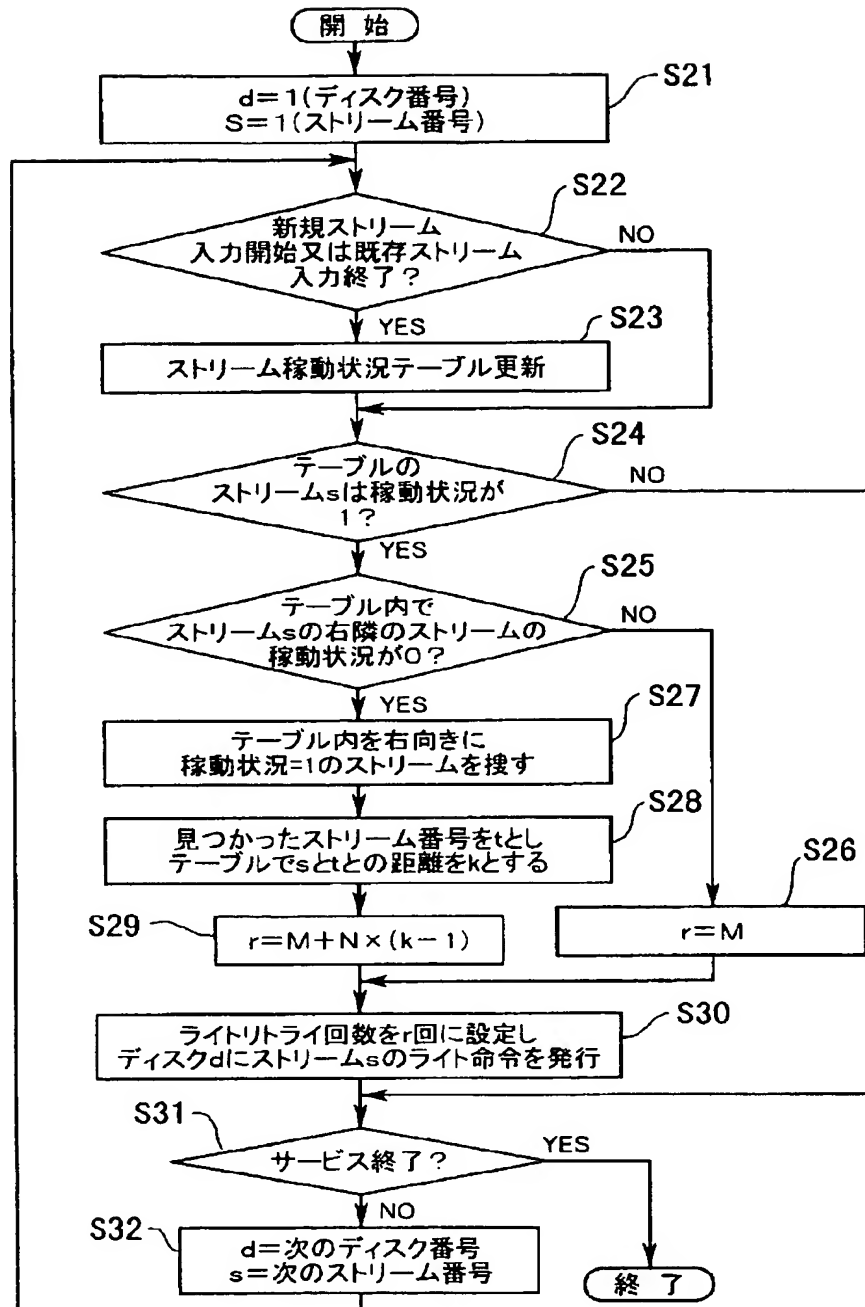 開始
S21
d=1(ディスク番号)
S=1(ストリーム番号)
S22
新規ストリーム
入力開始又は既存ストリーム
入力終了?
NO
YES
S23
ストリーム稼動状況テーブル更新
S24
テーブルの
ストリームsは稼動状況が
1?
NO
YES
S25
テーブル内で
ストリームsの右隣のストリームの
稼動状況が0?
NO
YES
S27
テーブル内を右向きに
稼動状況=1のストリームを捜す
S28
見つかったストリーム番号をtとし
テーブルでsとtとの距離をkとする
S26
S29
r=M+N×(k-1)
r=M
S30
ライトリトライ回数をr回に設定し
ディスクdにストリームsのライト命令を発行
S31
サービス終了?
YES
NO
S32
d=次のディスク番号
s=次のストリーム番号
終了